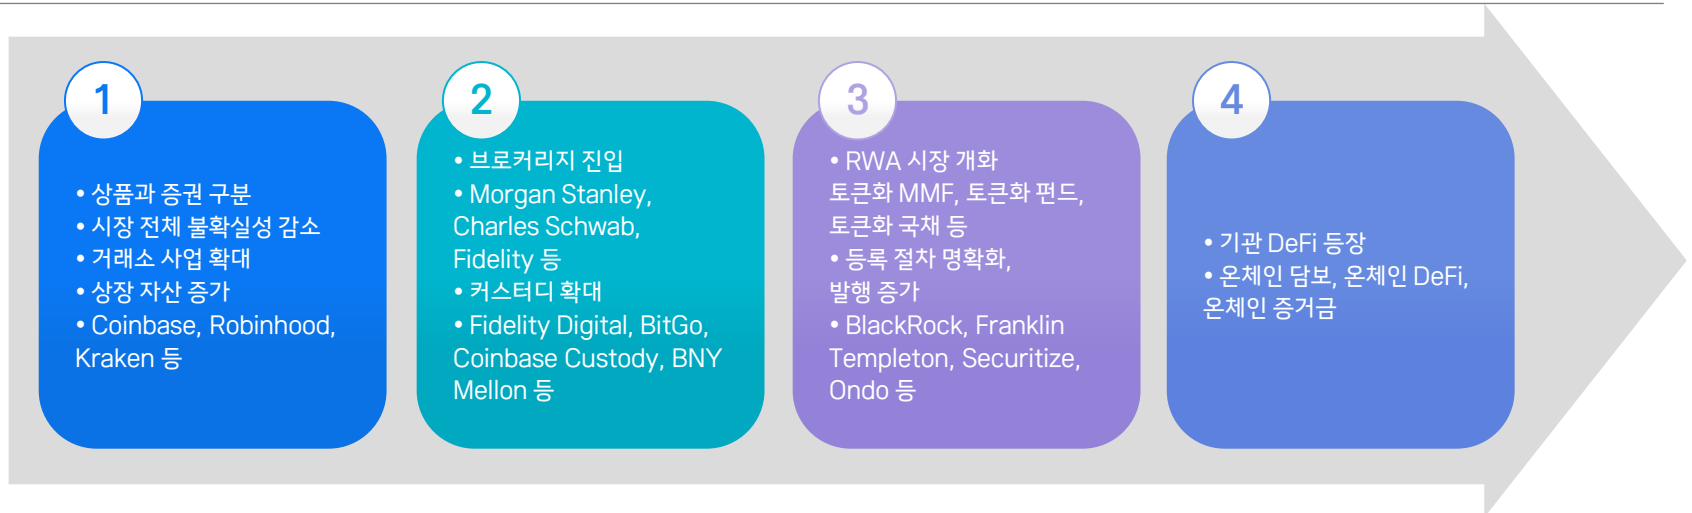 1
• 상품과 증권 구분
• 시장 전체 불확실성 감소
• 거래소 사업 확대
• 상장 자산 증가
• Coinbase, Robinhood,
Kraken 등
2
• 브로커리지 진입
• Morgan Stanley,
Charles Schwab,
Fidelity 등
• 커스터디 확대
• Fidelity Digital, BitGo,
Coinbase Custody, BNY
Mellon 등
3
• RWA 시장 개화
토큰화 MMF, 토큰화 펀드,
토큰화 국채 등
• 등록 절차 명확화,
발행 증가
• BlackRock, Franklin
Templeton, Securitize,
Ondo 등
4
• 기관 DeFi 등장
• 온체인 담보, 온체인 DeFi,
온체인 증거금